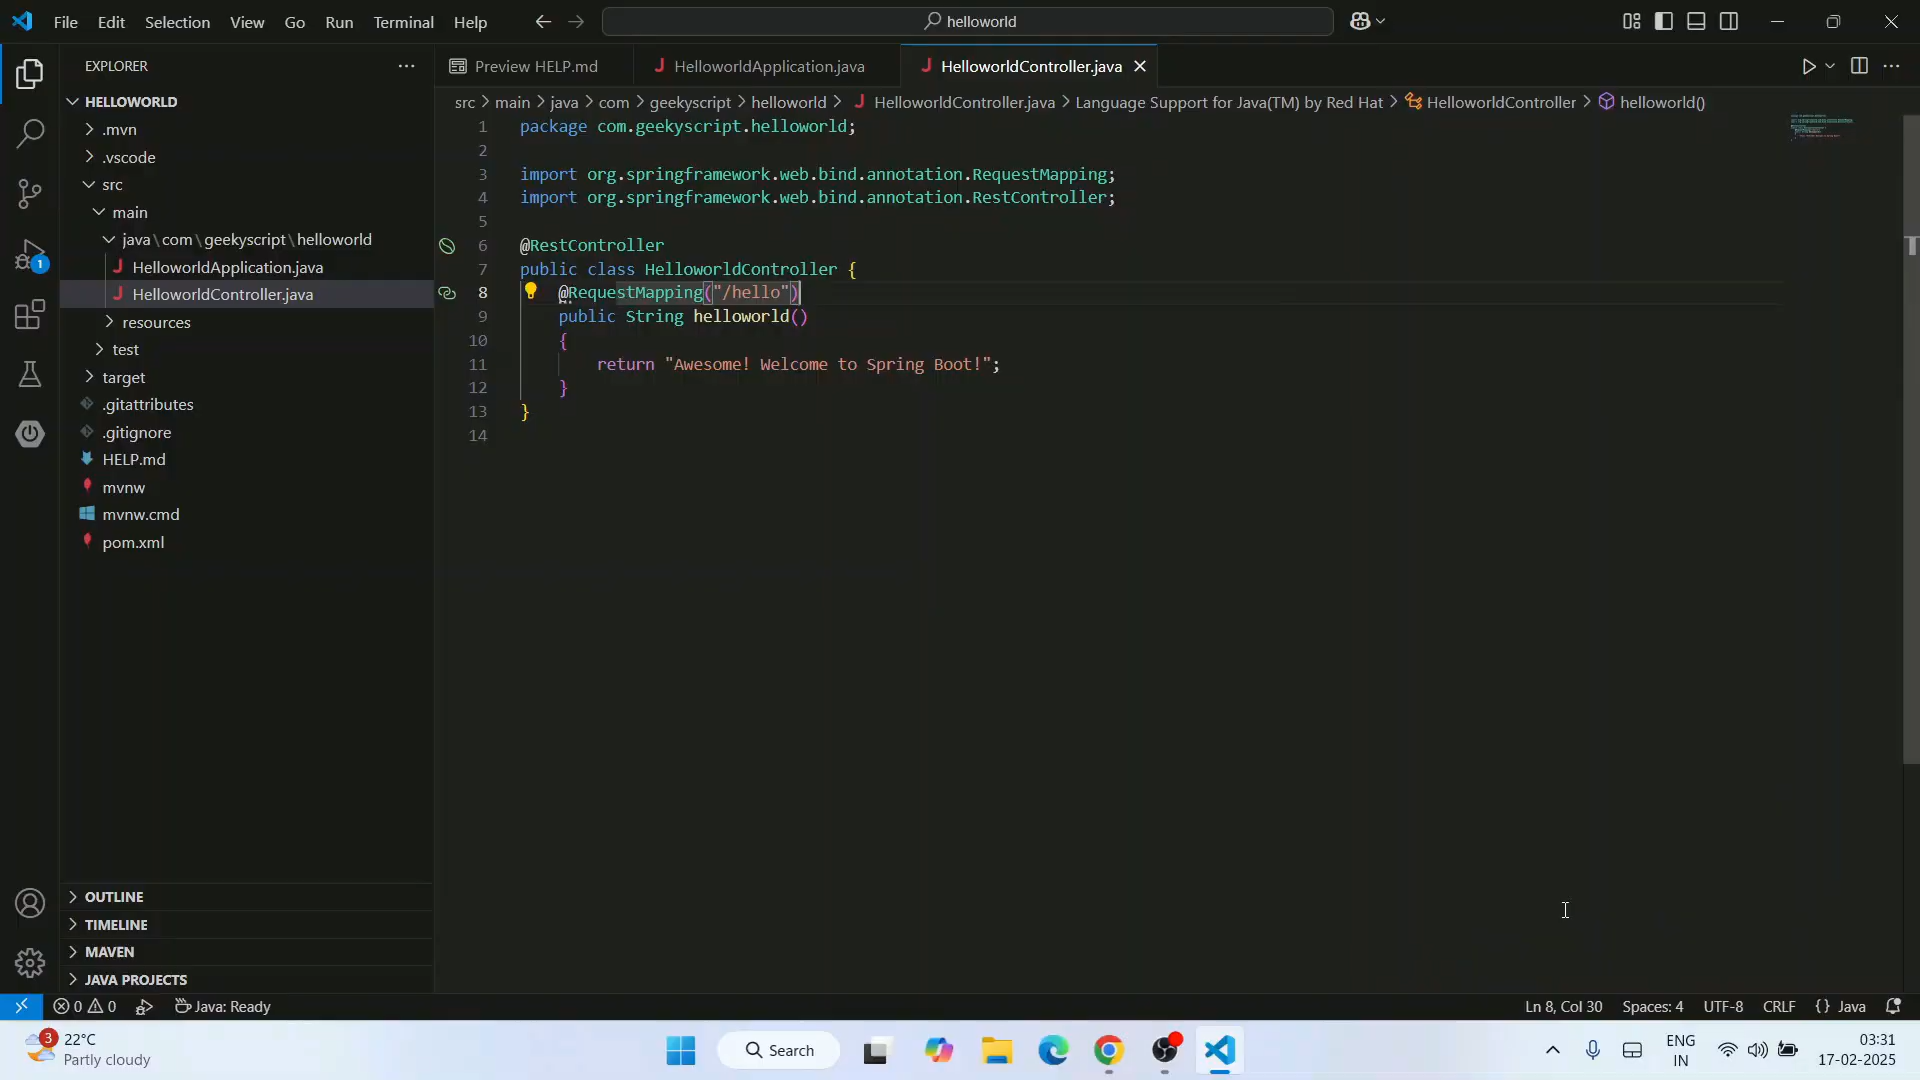 File Edit Selection View Go Run Terminal Help
helloworld
EXPLORER
HELLOWORLD
.mvn
.vscode
src
main
java\com\geekyscript\helloworld
HelloworldApplication.java
HelloworldController.java
resources
test
target
.gitattributes
.gitignore
HELP.md
mvnw
mvnw.cmd
pom.xml
OUTLINE
TIMELINE
MAVEN
JAVA PROJECTS
1
Preview HELP.md HelloworldApplication.java HelloworldController.java
src > main > java > com > geekyscript > helloworld > HelloworldController.java > Language Support for Java(TM) by Red Hat > HelloworldController > helloworld()
1 package com.geekyscript.helloworld;
2
3 import org.springframework.web.bind.annotation.RequestMapping;
4 import org.springframework.web.bind.annotation.RestController;
5
6 @RestController
7 public class HelloworldController {
8 @RequestMapping("/hello")
9 public String helloworld()
10 {
11 return "Awesome! Welcome to Spring Boot!";
12 }
13 }
14
0 0 Java: Ready
Ln 8, Col 30 Spaces: 4 UTF-8 CRLF {} Java
3
22°C
Partly cloudy
Search
ENG
IN
03:31
17-02-2025